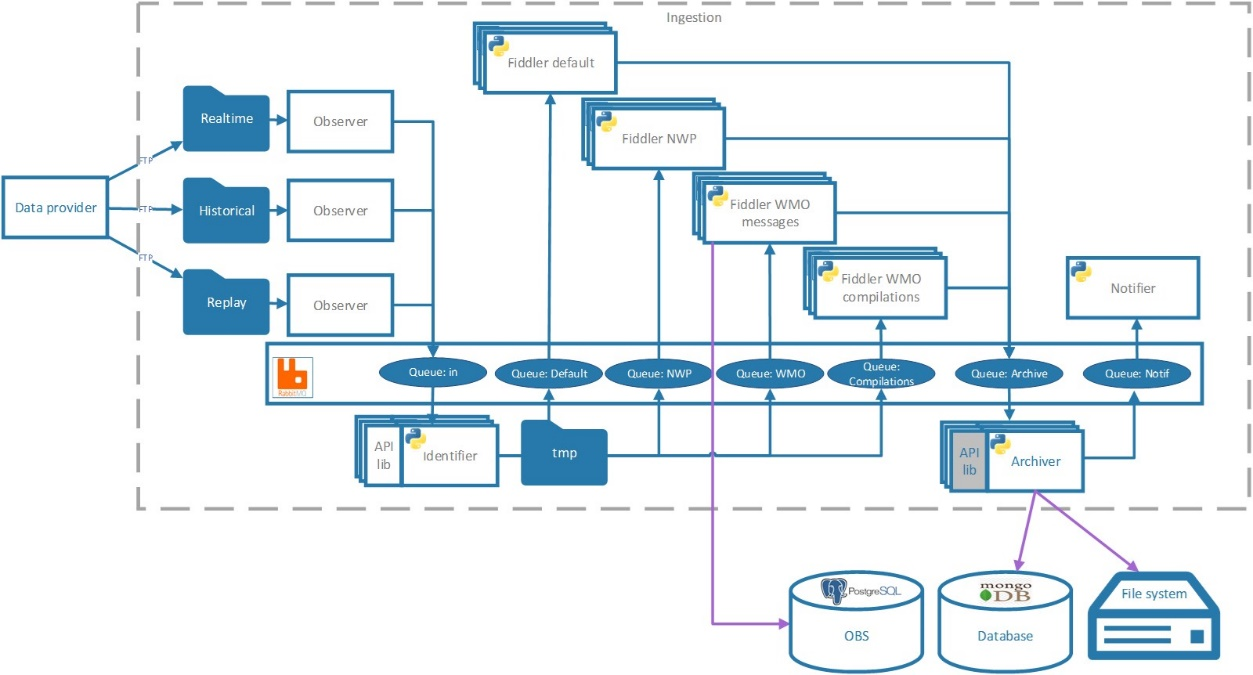 Ingestion
Fiddler default
Realtime
Observer
Fiddler NWP
FTP
Data provider
FTP
Historical
Observer
Fiddler WMO
messages
FTP
Replay
Observer
Fiddler WMO
compilations
Notifier
RabbitMQ
Queue: in
Queue: Default
Queue: NWP
Queue: WMO
Queue:
Compilations
Queue: Archive
Queue: Notif
API
lib
Identifier
tmp
API
lib
Archiver
PostgreSQL
OBS
mongo
DB
Database
File system